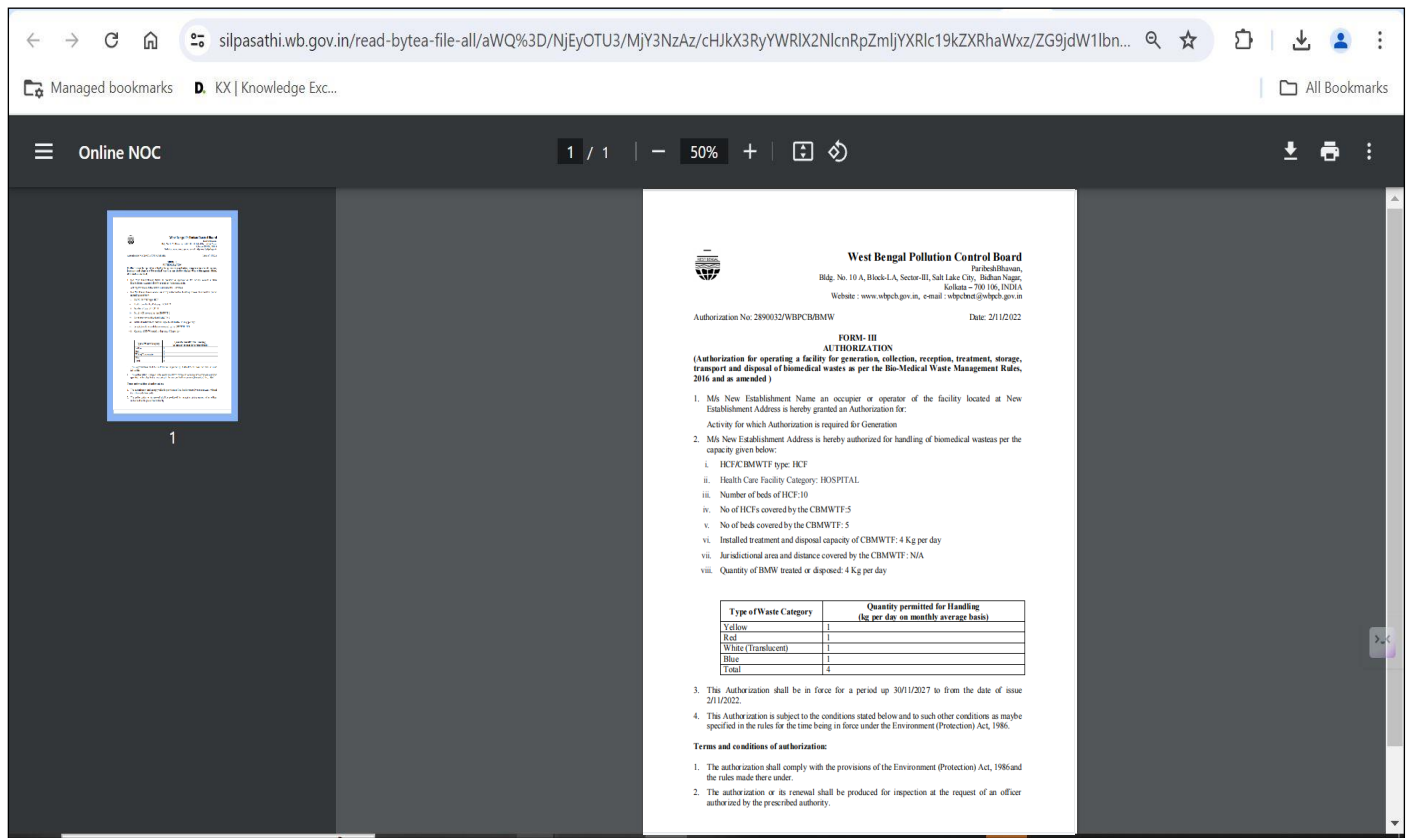 silpasathi.wb.gov.in/read-bytea-file-all/aWQ%3D/NjEyOTU3/MjY3NzAz/cHJkX3RyYWRlX2NlcnRpZmljYXRlc19kZXRhaWxz/ZG9jdW1lbn...
Managed bookmarks D. KX | Knowledge Exc... All Bookmarks
Online NOC 1 / 1 50%
1
WEST BENGAL
West Bengal Pollution Control Board
ParibeshBhawan,
Bldg. No. 10 A, Block-LA, Sector-III, Salt Lake City, Bidhan Nagar,
Kolkata – 700 106, INDIA
Website : www.wbpcb.gov.in, e-mail : wbpcbnet@wbpcb.gov.in
Authorization No: 2890032/WBPCB/BMW Date: 2/11/2022
FORM- III
AUTHORIZATION
(Authorization for operating a facility for generation, collection, reception, treatment, storage,
transport and disposal of biomedical wastes as per the Bio-Medical Waste Management Rules,
2016 and as amended )
1. M/s New Establishment Name an occupier or operator of the facility located at New
Establishment Address is hereby granted an Authorization for:
Activity for which Authorization is required for Generation
2. M/s New Establishment Address is hereby authorized for handling of biomedical wasteas per the
capacity given below:
i. HCF/CBMWTF type: HCF
ii. Health Care Facility Category: HOSPITAL
iii. Number of beds of HCF:10
iv. No of HCFs covered by the CBMWTF:5
v. No of beds covered by the CBMWTF: 5
vi. Installed treatment and disposal capacity of CBMWTF: 4 Kg per day
vii. Jurisdictional area and distance covered by the CBMWTF: N/A
viii. Quantity of BMW treated or disposed: 4 Kg per day
Type of Waste Category Quantity permitted for Handling
(kg per day on monthly average basis)
Yellow 1
Red 1
White (Translucent) 1
Blue 1
Total 4
3. This Authorization shall be in force for a period up 30/11/2027 to from the date of issue
2/11/2022.
4. This Authorization is subject to the conditions stated below and to such other conditions as maybe
specified in the rules for the time being in force under the Environment (Protection) Act, 1986.
Terms and conditions of authorization:
1. The authorization shall comply with the provisions of the Environment (Protection) Act, 1986and
the rules made there under.
2. The authorization or its renewal shall be produced for inspection at the request of an officer
authorized by the prescribed authority.